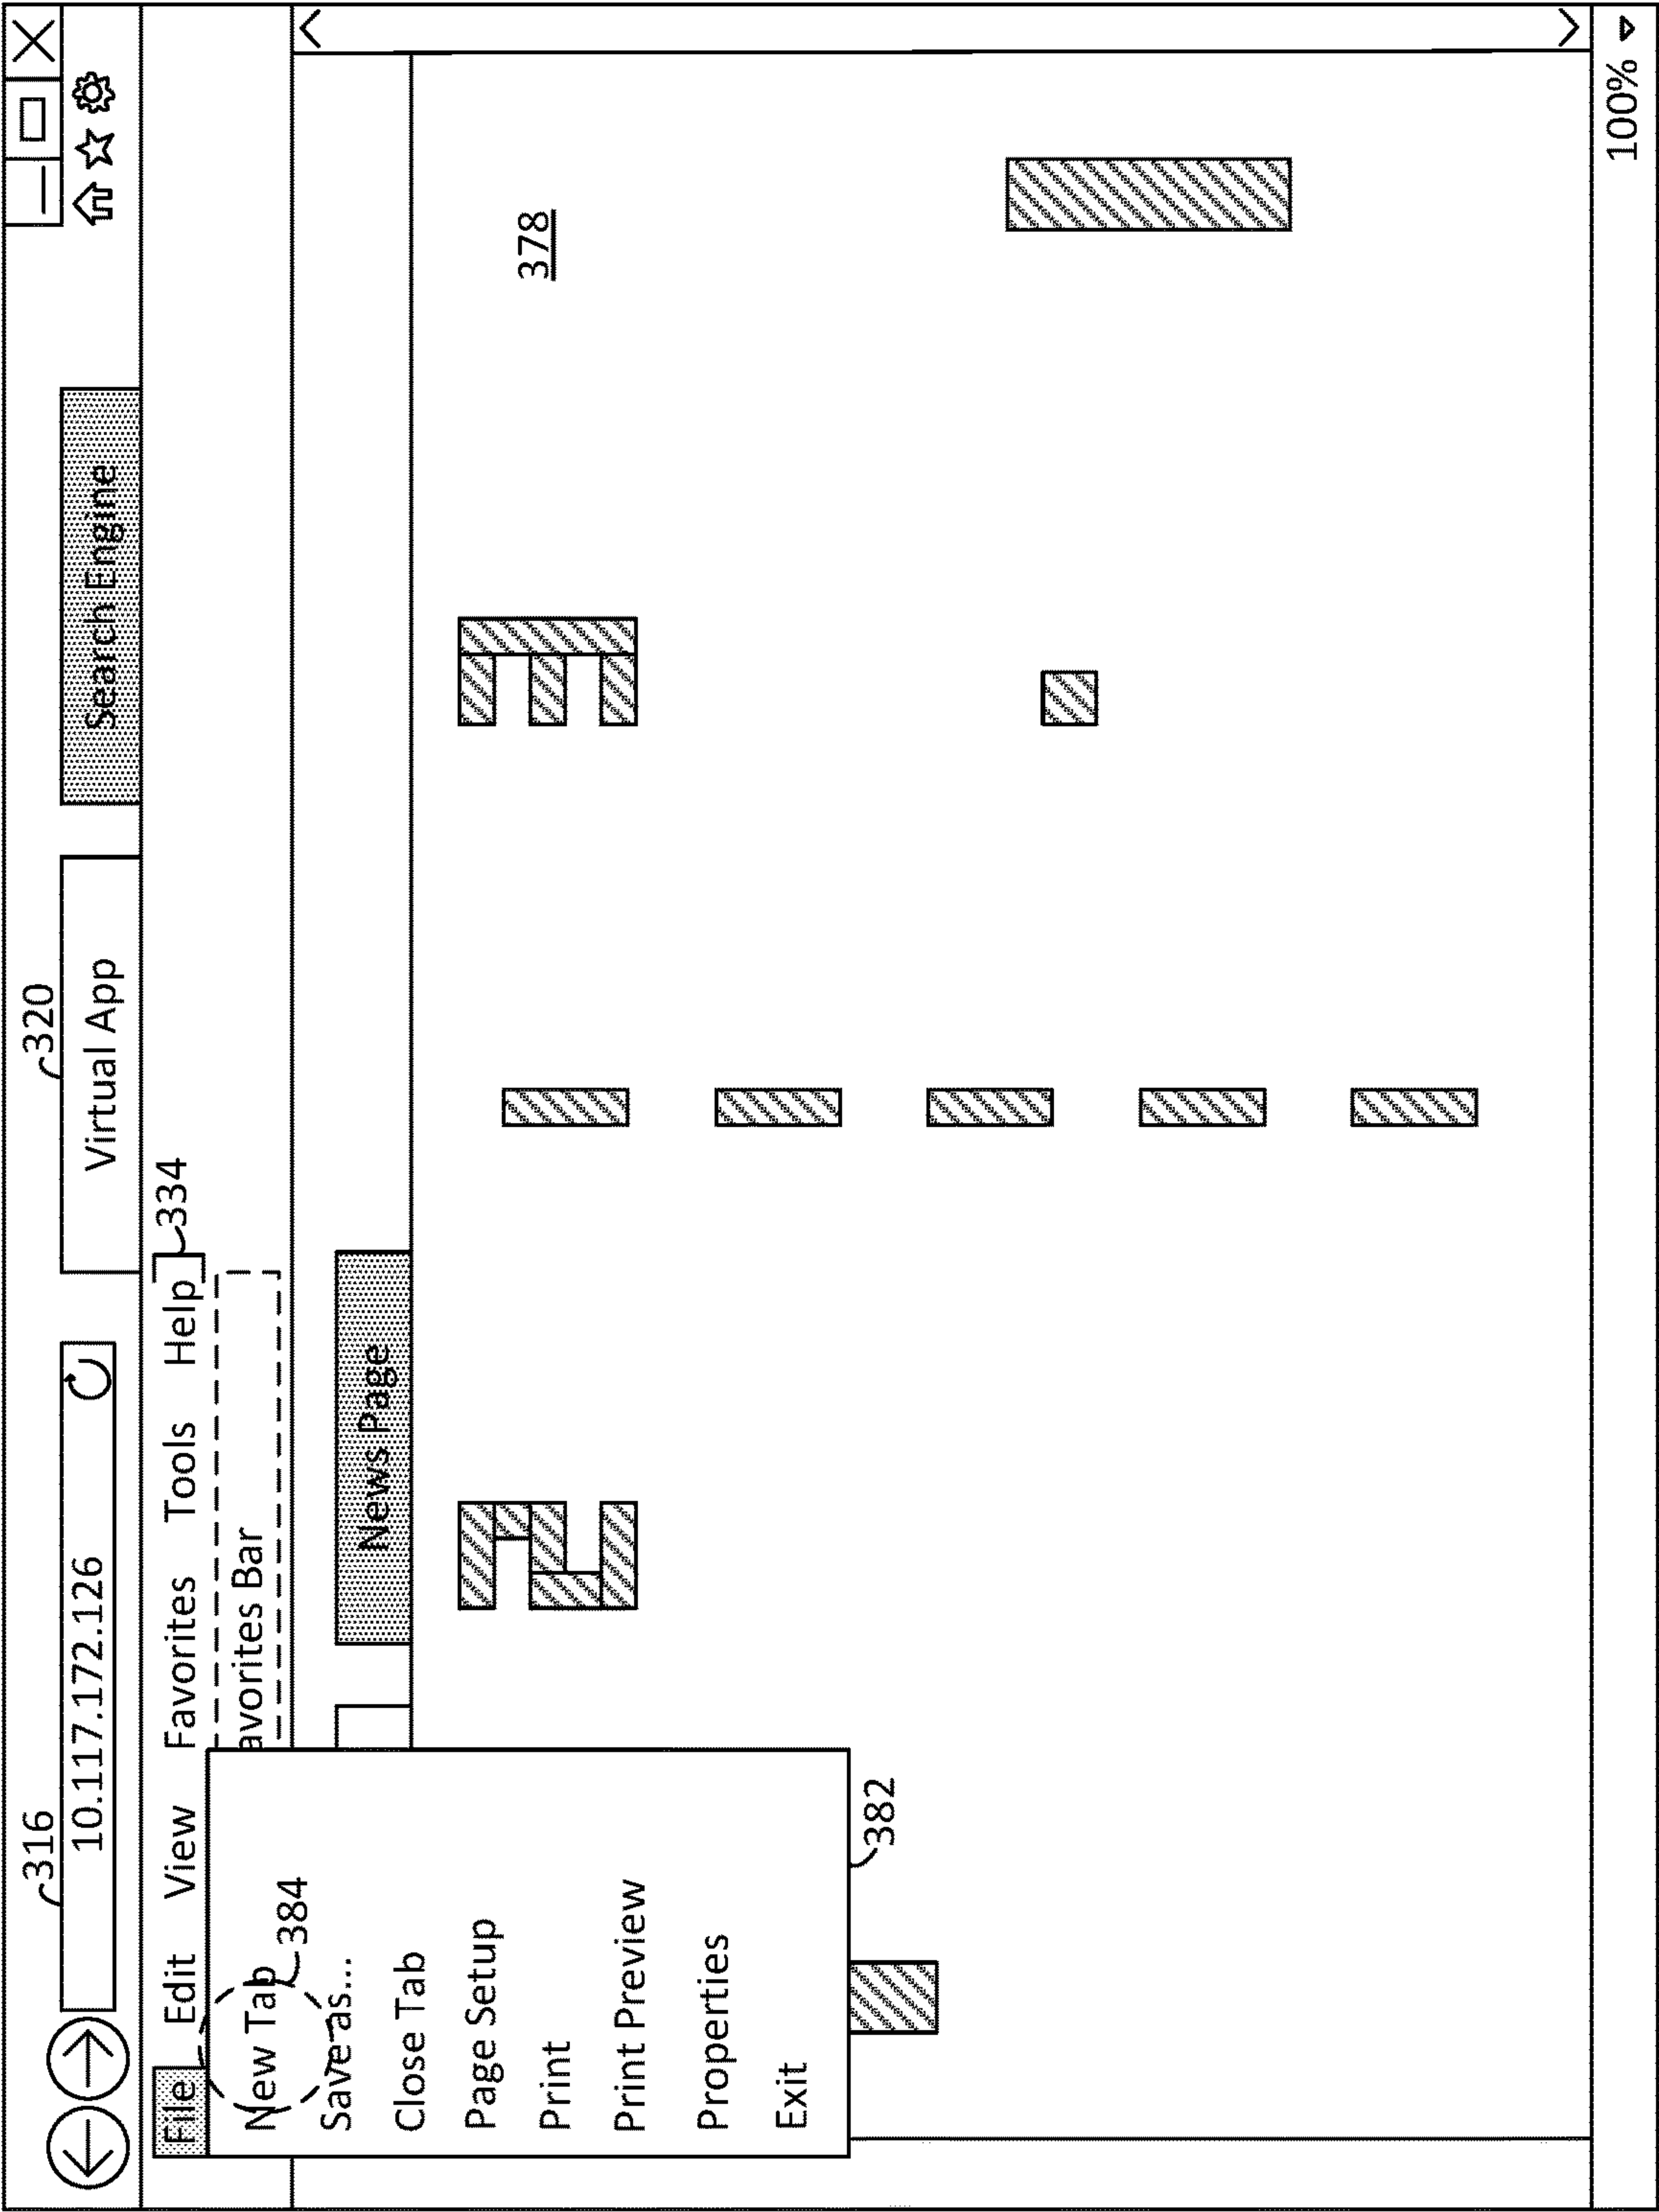 316
320
10.117.172.126
Virtual App
Search Engine
File Edit View Favorites Tools Help
334
New Tab
avorites Bar
384
Save as...
News Page
Close Tab
Page Setup
Print
Print Preview
Properties
Exit
382
378
100%